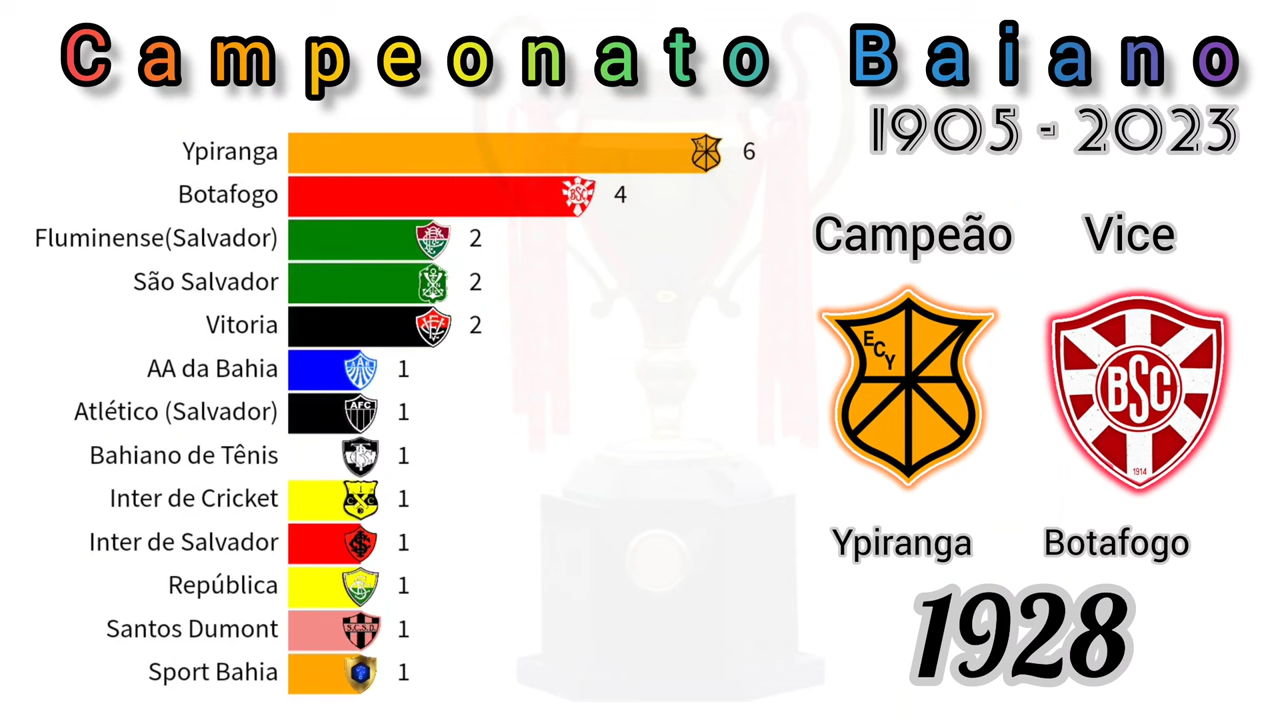 Campeonato Baiano
1905 - 2023
Ypiranga 6
Botafogo 4
Fluminense(Salvador) 2
São Salvador 2
Vitoria 2
AA da Bahia 1
Atlético (Salvador) 1
Bahiano de Tênis 1
Inter de Cricket 1
Inter de Salvador 1
República 1
Santos Dumont 1
Sport Bahia 1
Campeão Vice
ECY
BSC
1914
Ypiranga Botafogo
1928
BSC
AFC